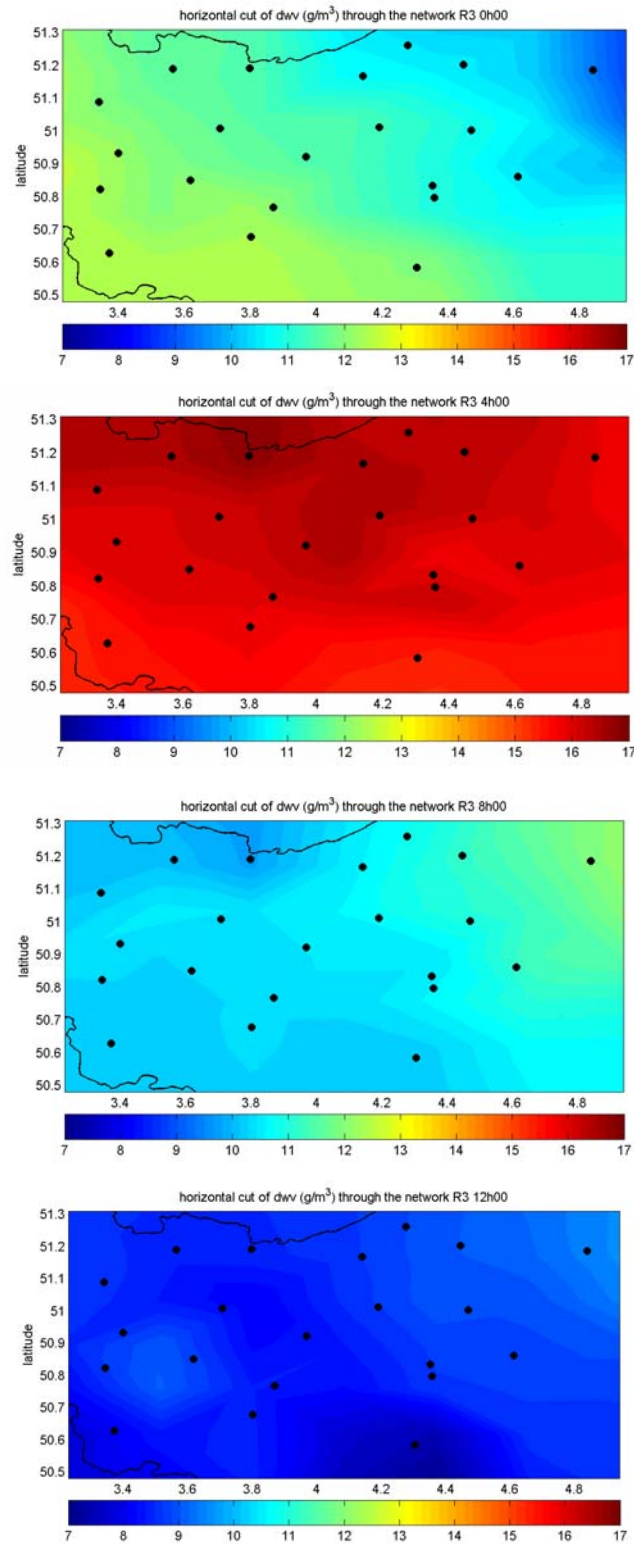 horizontal cut of dwv (g/m³) through the network R3 0h00
51.3
51.2
51.1
51
50.9
50.8
50.7
50.6
50.5
latitude
3.4 3.6 3.8 4 4.2 4.4 4.6 4.8
7 8 9 10 11 12 13 14 15 16 17
horizontal cut of dwv (g/m³) through the network R3 4h00
51.3
51.2
51.1
51
50.9
50.8
50.7
50.6
50.5
latitude
3.4 3.6 3.8 4 4.2 4.4 4.6 4.8
7 8 9 10 11 12 13 14 15 16 17
horizontal cut of dwv (g/m³) through the network R3 8h00
51.3
51.2
51.1
51
50.9
50.8
50.7
50.6
50.5
latitude
3.4 3.6 3.8 4 4.2 4.4 4.6 4.8
7 8 9 10 11 12 13 14 15 16 17
horizontal cut of dwv (g/m³) through the network R3 12h00
51.3
51.2
51.1
51
50.9
50.8
50.7
50.6
50.5
latitude
3.4 3.6 3.8 4 4.2 4.4 4.6 4.8
7 8 9 10 11 12 13 14 15 16 17